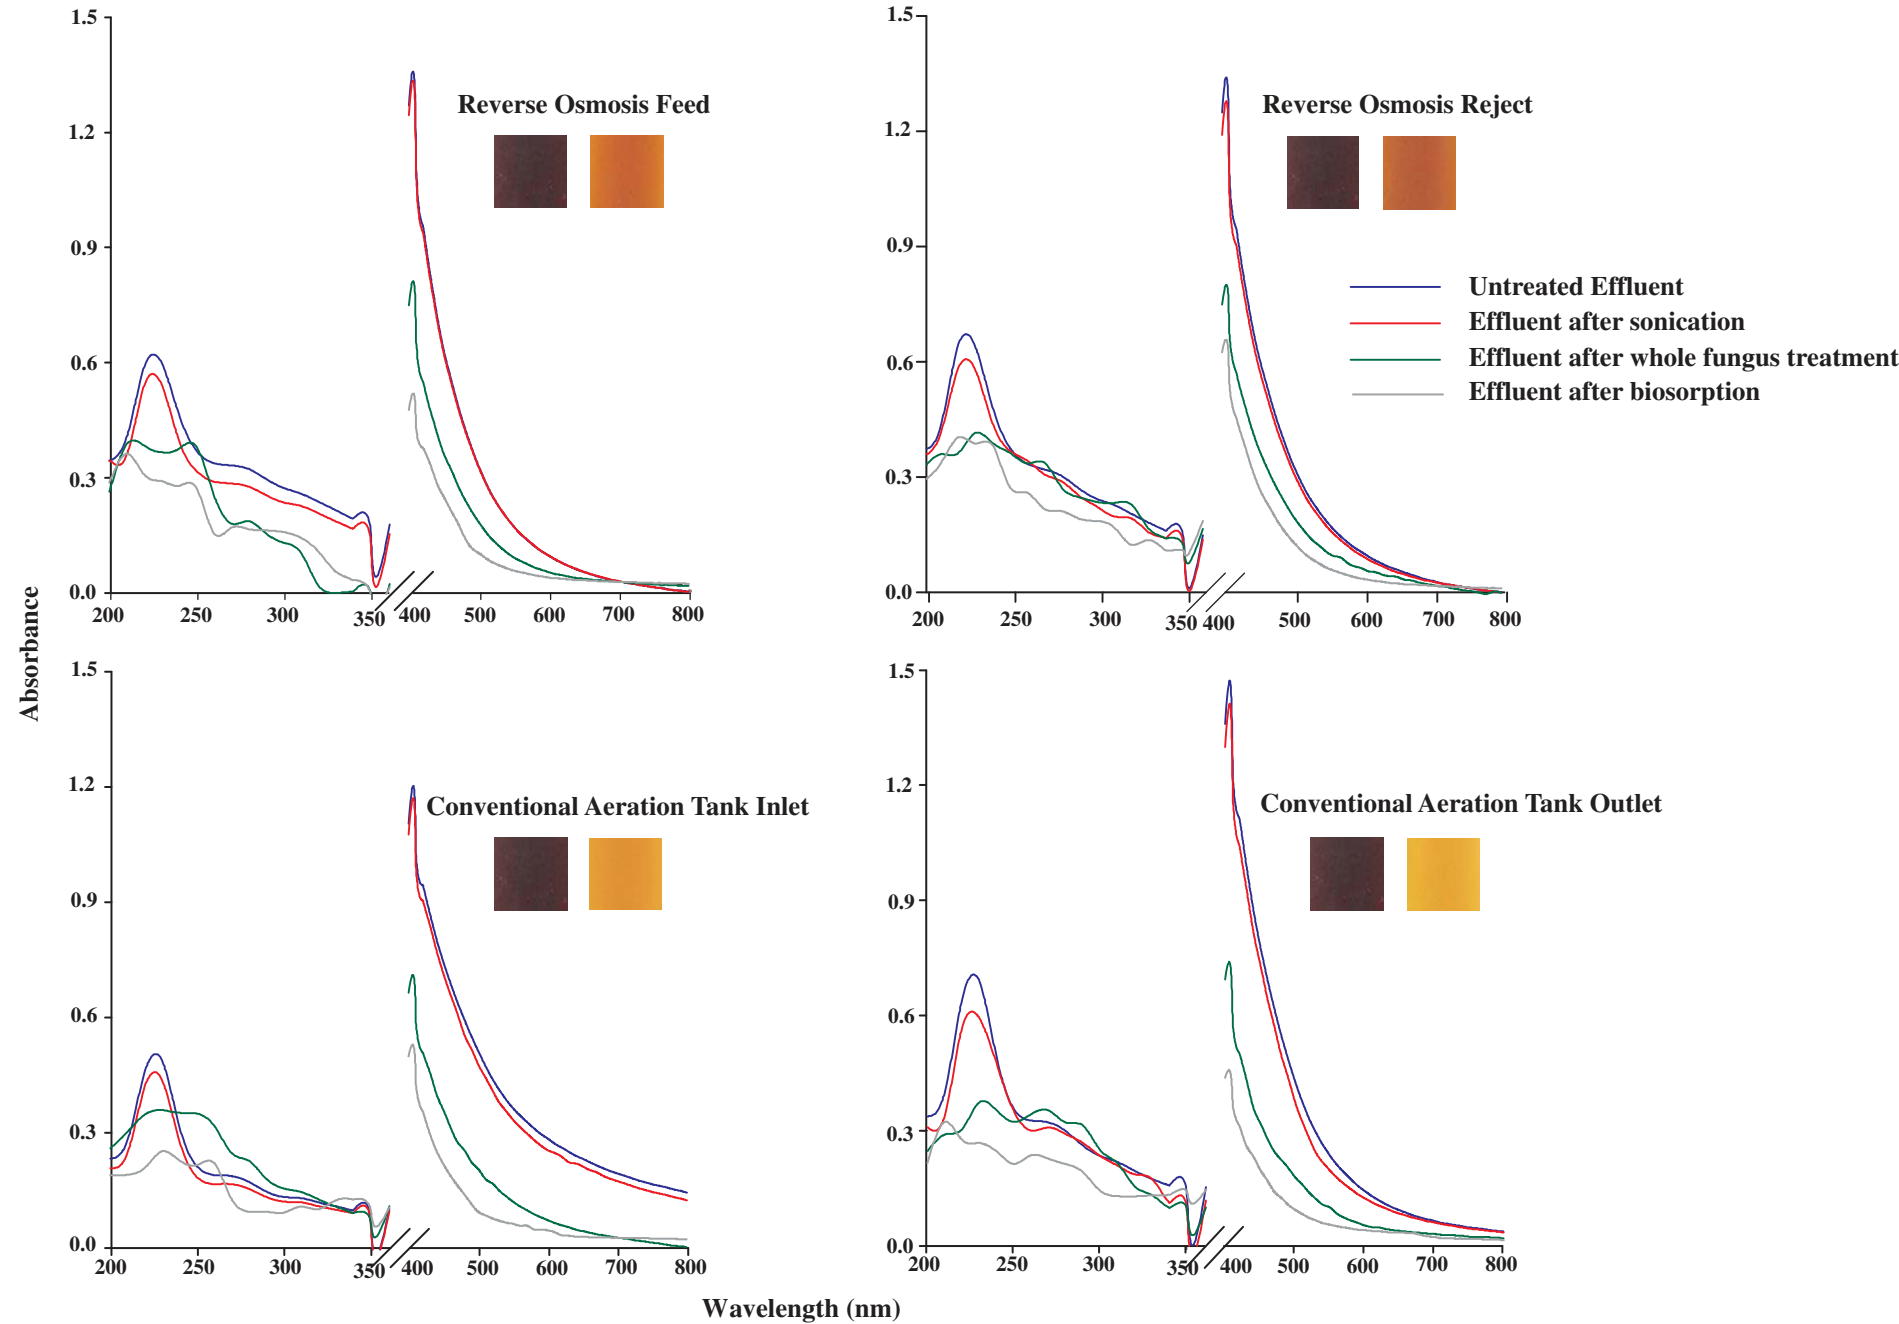 1.5
1.2
0.9
0.6
0.3
0.0
200 250 300 350 400 500 600 700 800
Reverse Osmosis Feed
1.5
1.2
0.9
0.6
0.3
0.0
200 250 300 350 400 500 600 700 800
Reverse Osmosis Reject
Untreated Effluent
Effluent after sonication
Effluent after whole fungus treatment
Effluent after biosorption
Absorbance
1.5
1.2
0.9
0.6
0.3
0.0
200 250 300 350 400 500 600 700 800
Conventional Aeration Tank Inlet
1.5
1.2
0.9
0.6
0.3
0.0
200 250 300 350 400 500 600 700 800
Conventional Aeration Tank Outlet
Wavelength (nm)